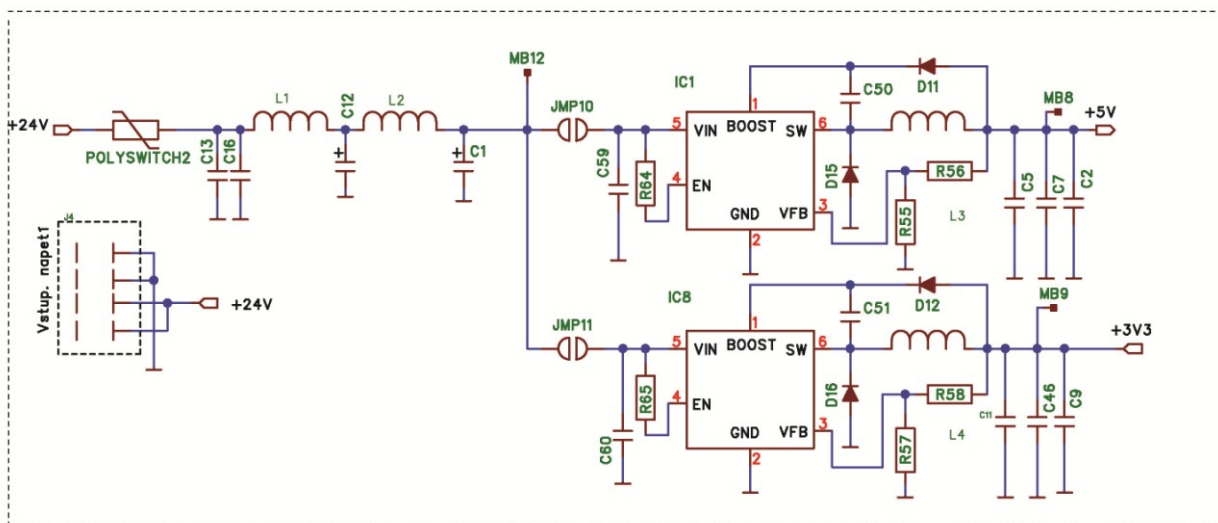 +24V
POLYSWITCH2
C13
C16
L1
C12
L2
+
+
C1
MB12
JMP10
C59
R64
IC1
5
VIN
1
BOOST
SW
6
4
EN
GND
2
VFB
3
C50
D11
D15
R56
R55
L3
MB8
+5V
C5
C7
C2
J4
Vstup. napeti
+24V
JMP11
C60
R65
IC8
5
VIN
1
BOOST
SW
6
4
EN
GND
2
VFB
3
C51
D12
D16
R58
R57
L4
MB9
+3V3
C11
C46
C9